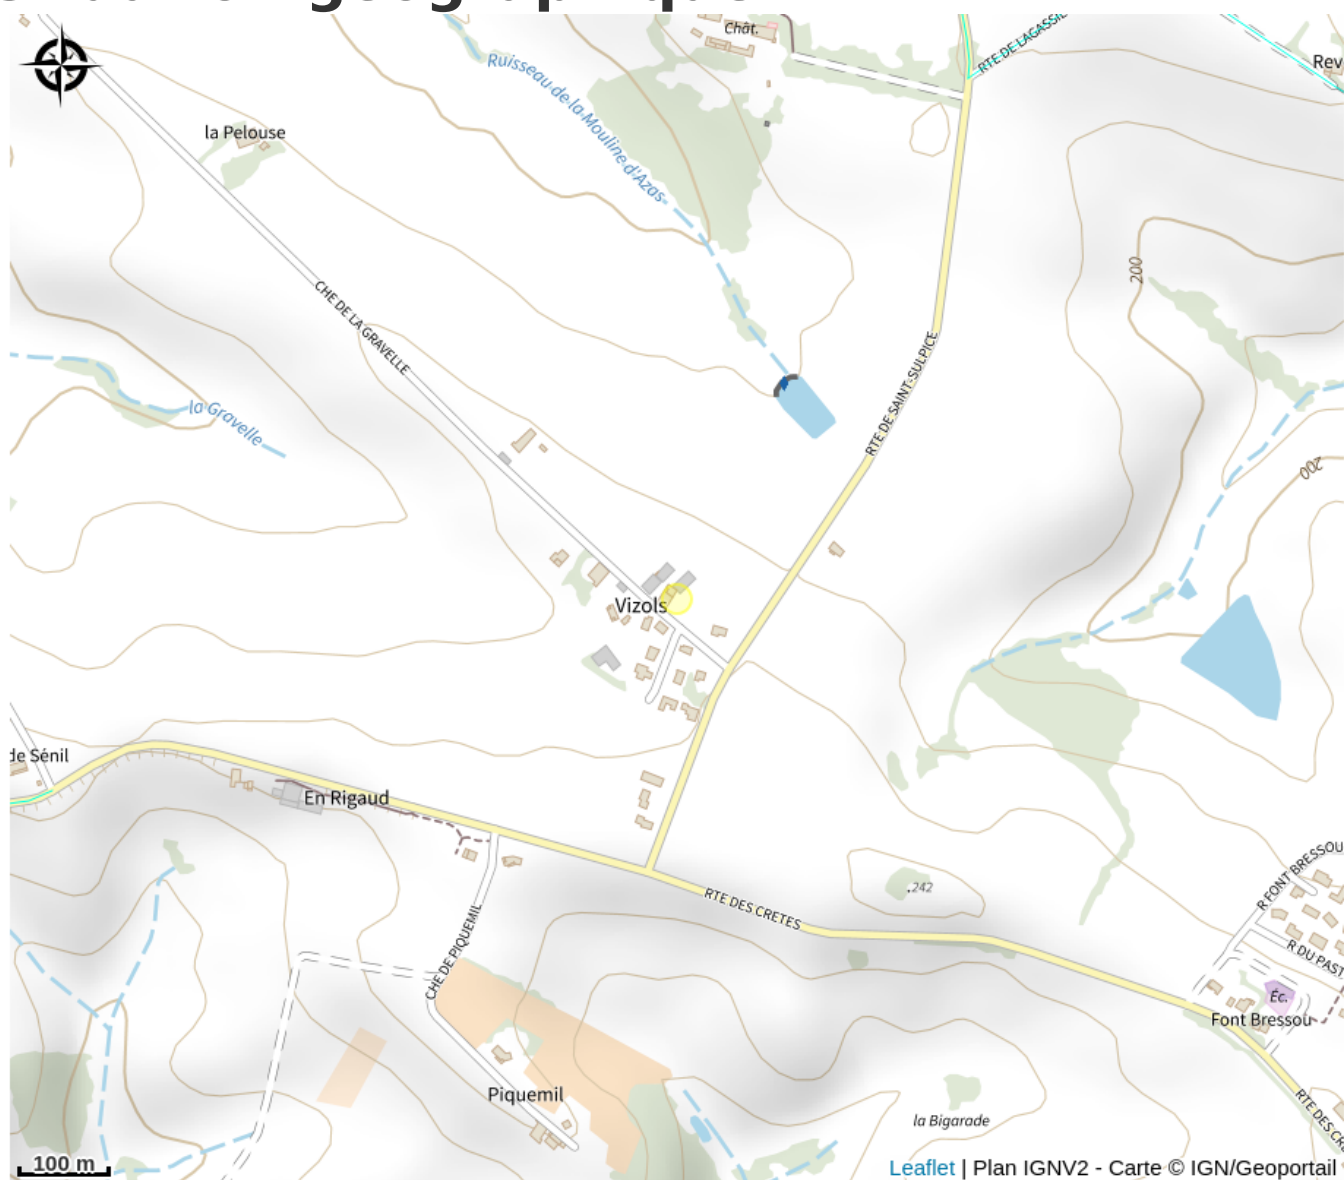 Chât.
RTE DE LAGASSE
Rev
Ruisseau de la Mouline d'Azas
la Pelouse
200
CHE DE LA GRAVELLE
RTE DE SAINT-SULPICE
la Gravelle
200
Vizols
de Sénil
En Rigaud
242
RTE DES CRETES
R FONT BRESSOU
R DU PAST
CHE DE PIQUEMIL
Éc.
Font Bressou
Piquemil
la Bigarade
RTE DES CR
100 m
Leaflet | Plan IGNV2 - Carte © IGN/Geoportail